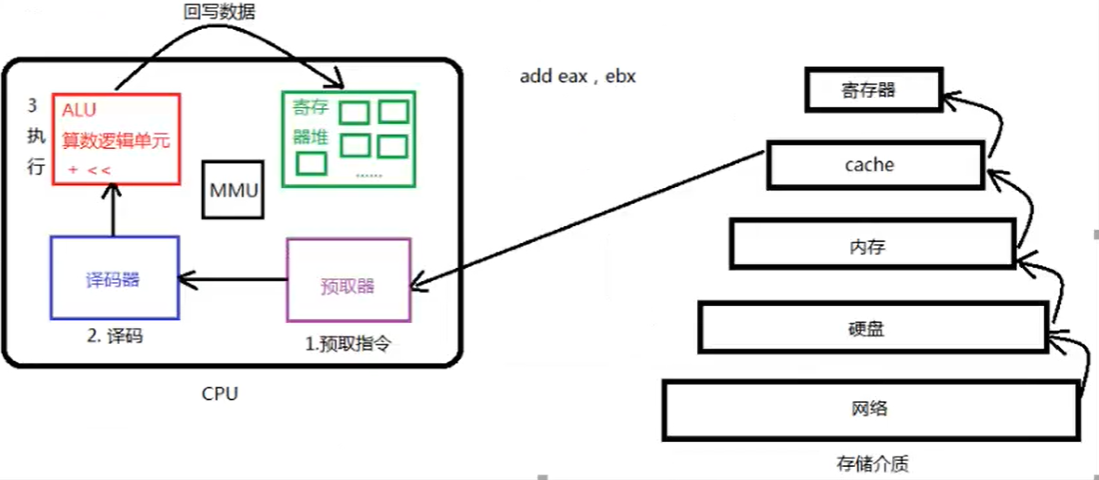 回写数据
3
执
行
ALU
算数逻辑单元
+ <<
寄存
器堆
......
MMU
译码器
2. 译码
预取器
1.预取指令
CPU
add eax , ebx
寄存器
cache
内存
硬盘
网络
存储介质